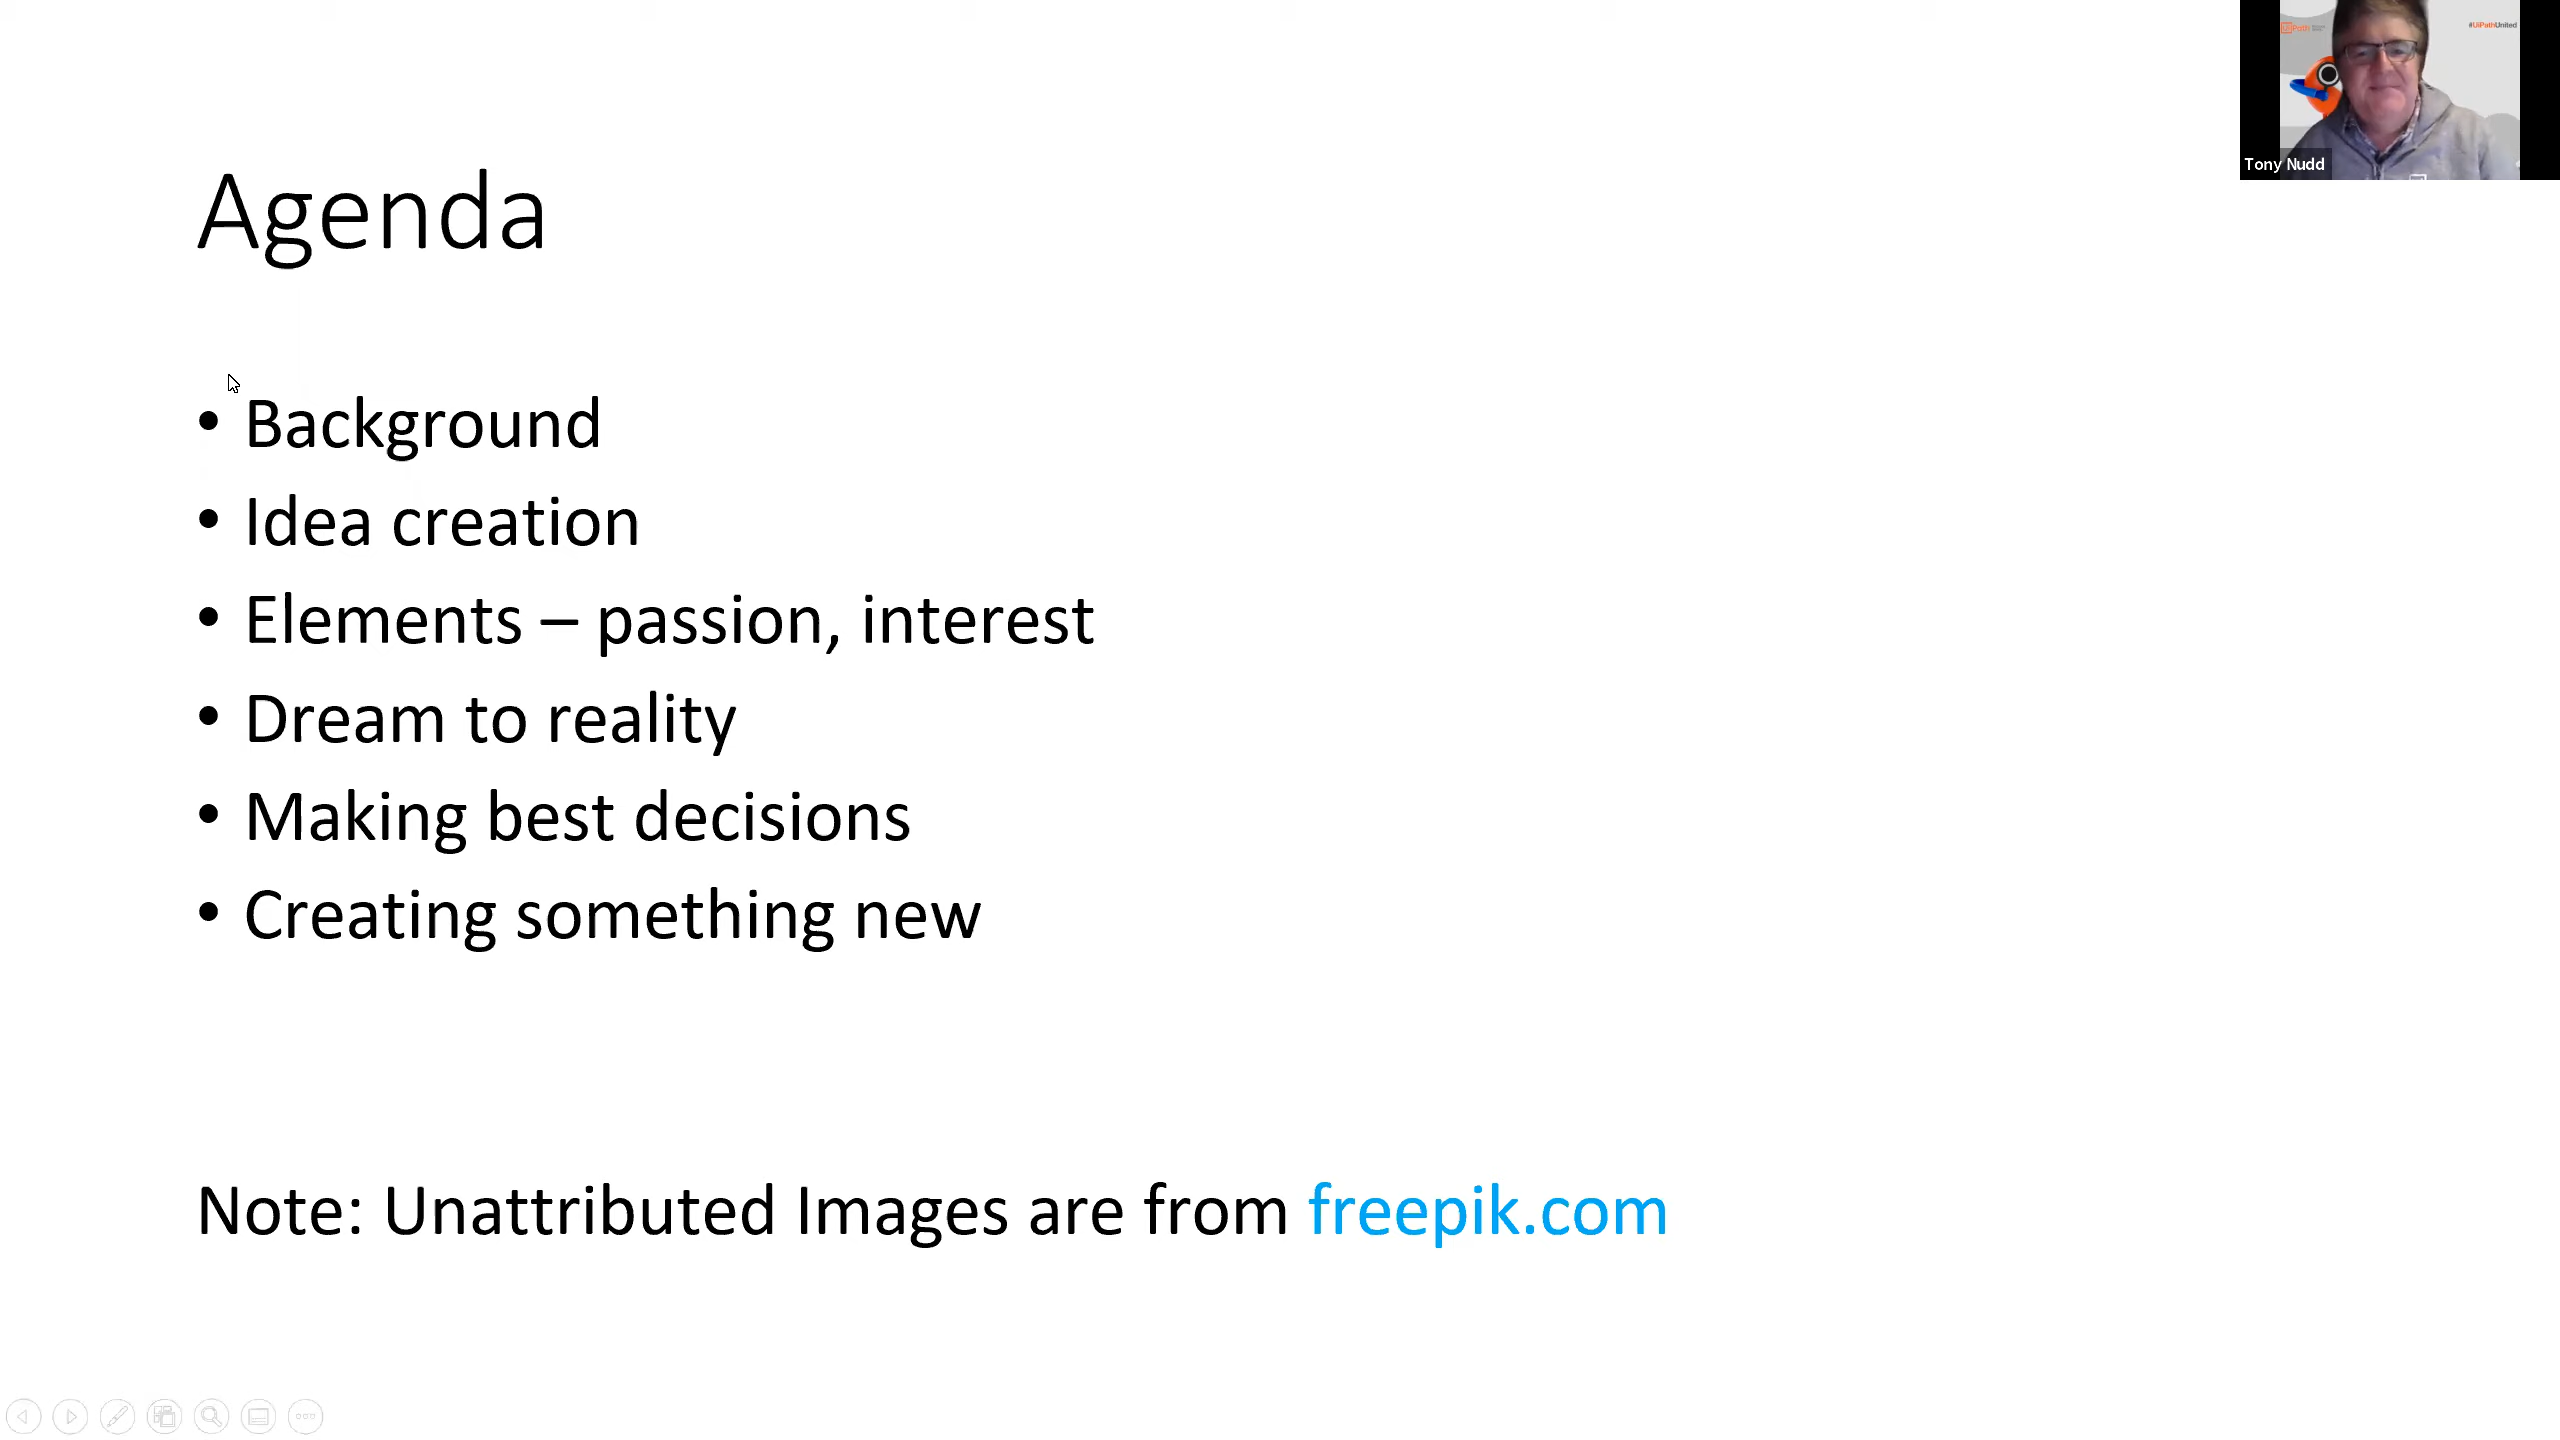 #UiPathUnited
Tony Nudd
Agenda
• Background
• Idea creation
• Elements – passion, interest
• Dream to reality
• Making best decisions
• Creating something new
Note: Unattributed Images are from freepik.com